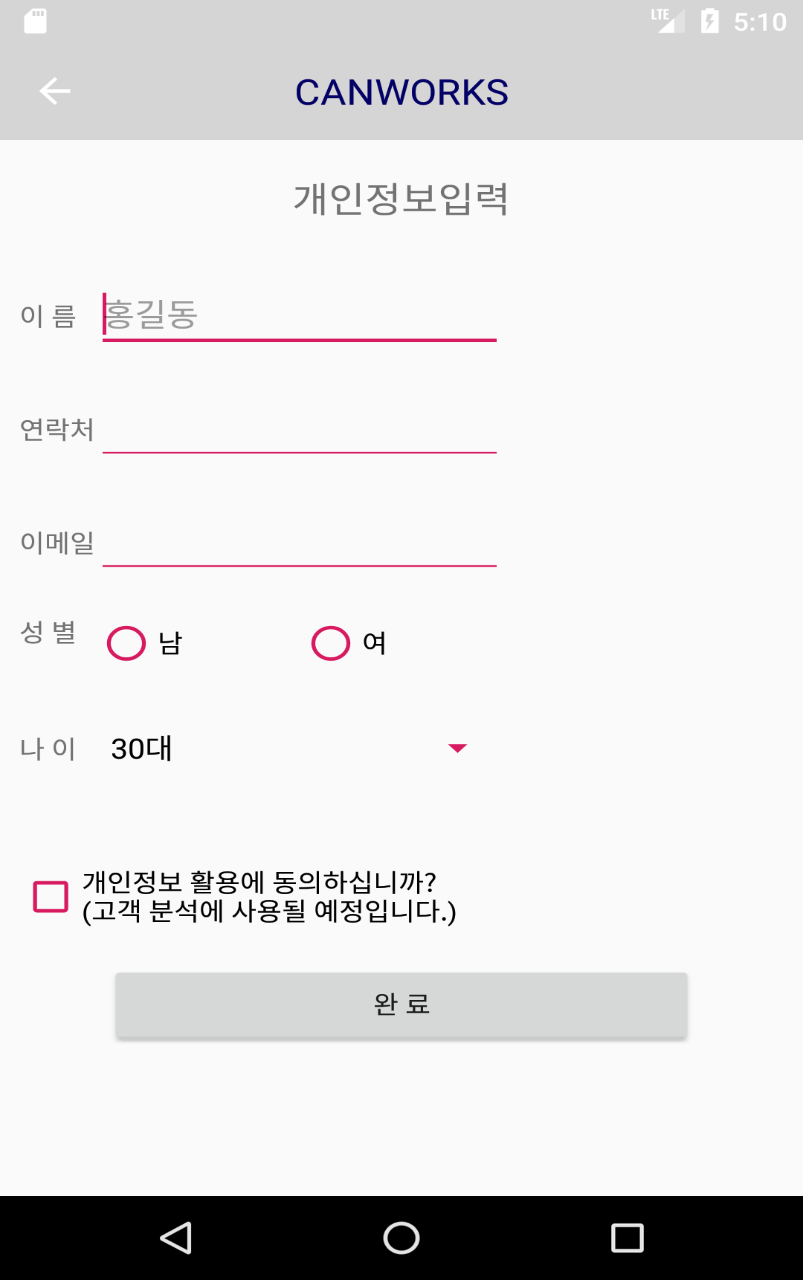 LTE 5:10
CANWORKS
개인정보입력
이 름 홍길동
연락처
이메일
성 별 남 여
나 이 30대
개인정보 활용에 동의하십니까?
(고객 분석에 사용될 예정입니다.)
완 료